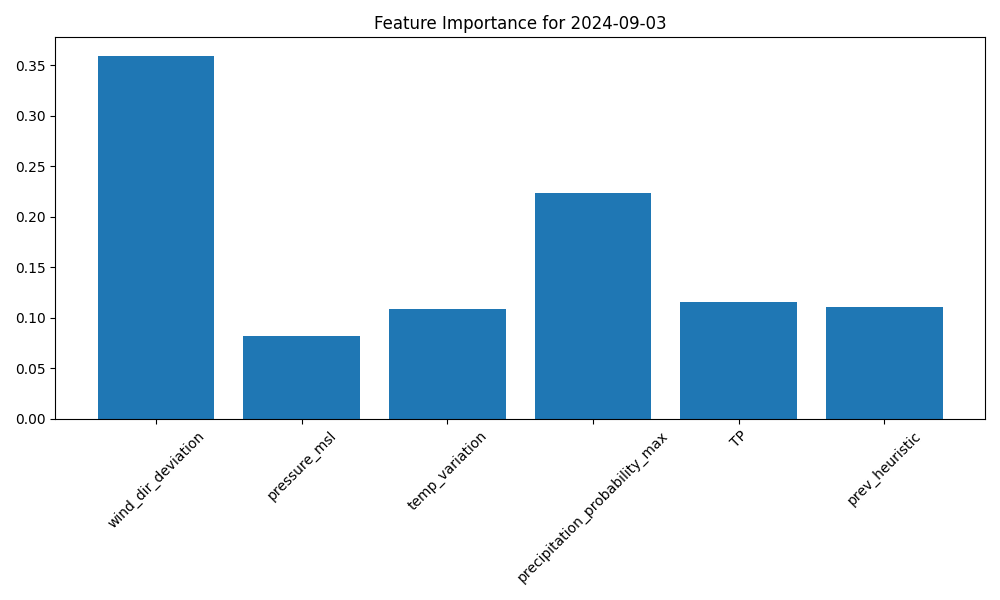 Feature Importance for 2024-09-03
0.35
0.30
0.25
0.20
0.15
0.10
0.05
0.00
wind_dir_deviation
pressure_msl
temp_variation
precipitation_probability_max
TP
prev_heuristic